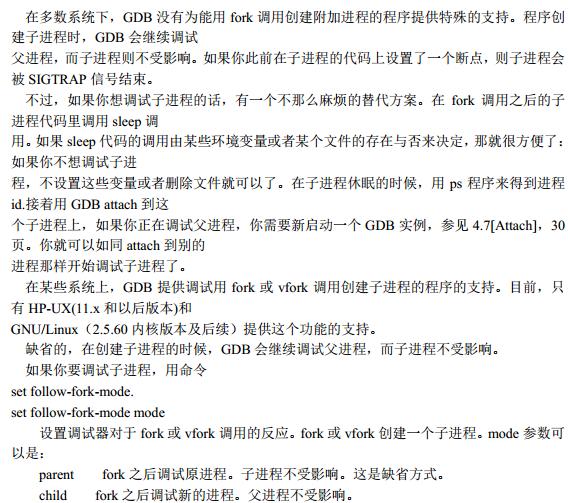 在多数系统下，GDB 没有为能用 fork 调用创建附加进程的程序提供特殊的支持。程序创
建子进程时，GDB 会继续调试
父进程，而子进程则不受影响。如果你此前在子进程的代码上设置了一个断点，则子进程会
被 SIGTRAP 信号结束。
不过，如果你想调试子进程的话，有一个不那么麻烦的替代方案。在 fork 调用之后的子
进程代码里调用 sleep 调
用。如果 sleep 代码的调用由某些环境变量或者某个文件的存在与否来决定，那就很方便了：
如果你不想调试子进
程，不设置这些变量或者删除文件就可以了。在子进程休眠的时候，用 ps 程序来得到进程
id.接着用 GDB attach 到这
个子进程上，如果你正在调试父进程，你需要新启动一个 GDB 实例，参见 4.7[Attach]，30
页。你就可以如同 attach 到别的
进程那样开始调试子进程了。
在某些系统上，GDB 提供调试用 fork 或 vfork 调用创建子进程的程序的支持。目前，只
有 HP-UX(11.x 和以后版本)和
GNU/Linux（2.5.60 内核版本及后续）提供这个功能的支持。
缺省的，在创建子进程的时候，GDB 会继续调试父进程，而子进程不受影响。
如果你要调试子进程，用命令
set follow-fork-mode.
set follow-fork-mode mode
设置调试器对于 fork 或 vfork 调用的反应。fork 或 vfork 创建一个子进程。mode 参数可
以是：
parent fork 之后调试原进程。子进程不受影响。这是缺省方式。
child fork 之后调试新的进程。父进程不受影响。